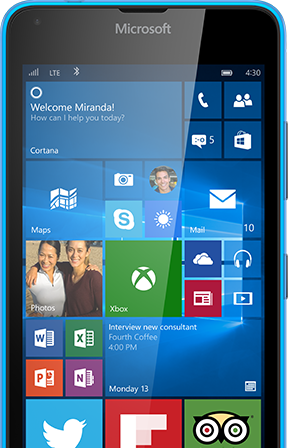 Microsoft
LTE 4:30
Welcome Miranda!
How can I help you today?
5
Cortana
Maps
Mail 10
Photos
Xbox
Interview new consultant
Fourth Coffee
4:00 PM
Monday 13